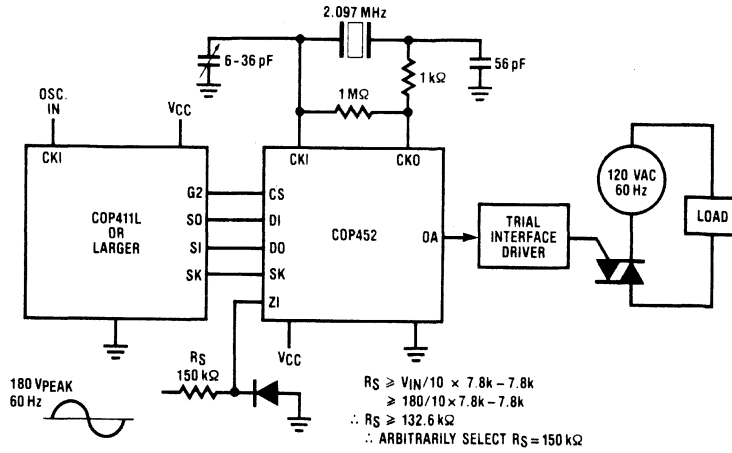 2.097 MHz
6-36 pF
56 pF
1 kΩ
1 MΩ
OSC.
IN
VCC
CKI
CKI
CKO
120 VAC
60 Hz
G2
CS
COP411L
OR
LARGER
SO
DI
COP452
OA
TRIAL
INTERFACE
DRIVER
LOAD
SI
DO
SK
SK
ZI
VCC
RS
150 kΩ
180 VPEAK
60 Hz
RS ⩾ VIN/10 × 7.8k − 7.8k
⩾ 180/10 × 7.8k − 7.8k
∴ RS ⩾ 132.6 kΩ
∴ ARBITRARILY SELECT RS = 150 kΩ